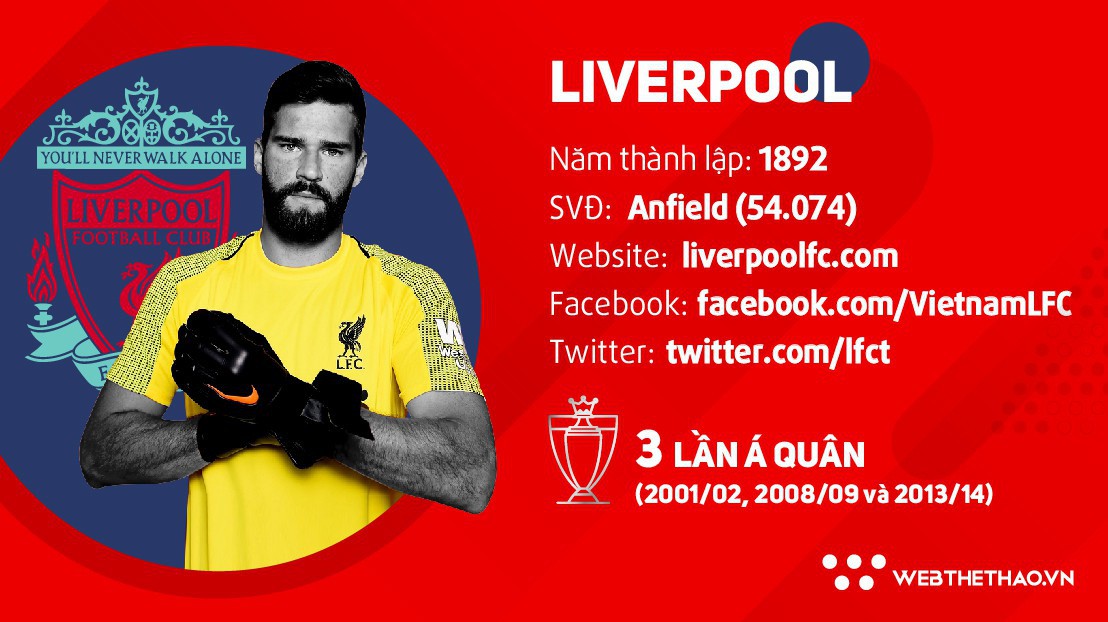 YOU'LL NEVER WALK ALONE
LIVERPOOL
FOOTBALL CLUB
L.F.C.
LIVERPOOL
Năm thành lập: 1892
SVĐ: Anfield (54.074)
Website: liverpoolfc.com
Facebook: facebook.com/VietnamLFC
Twitter: twitter.com/lfct
3 LẦN Á QUÂN
(2001/02, 2008/09 và 2013/14)
WEBTHETHAO.VN